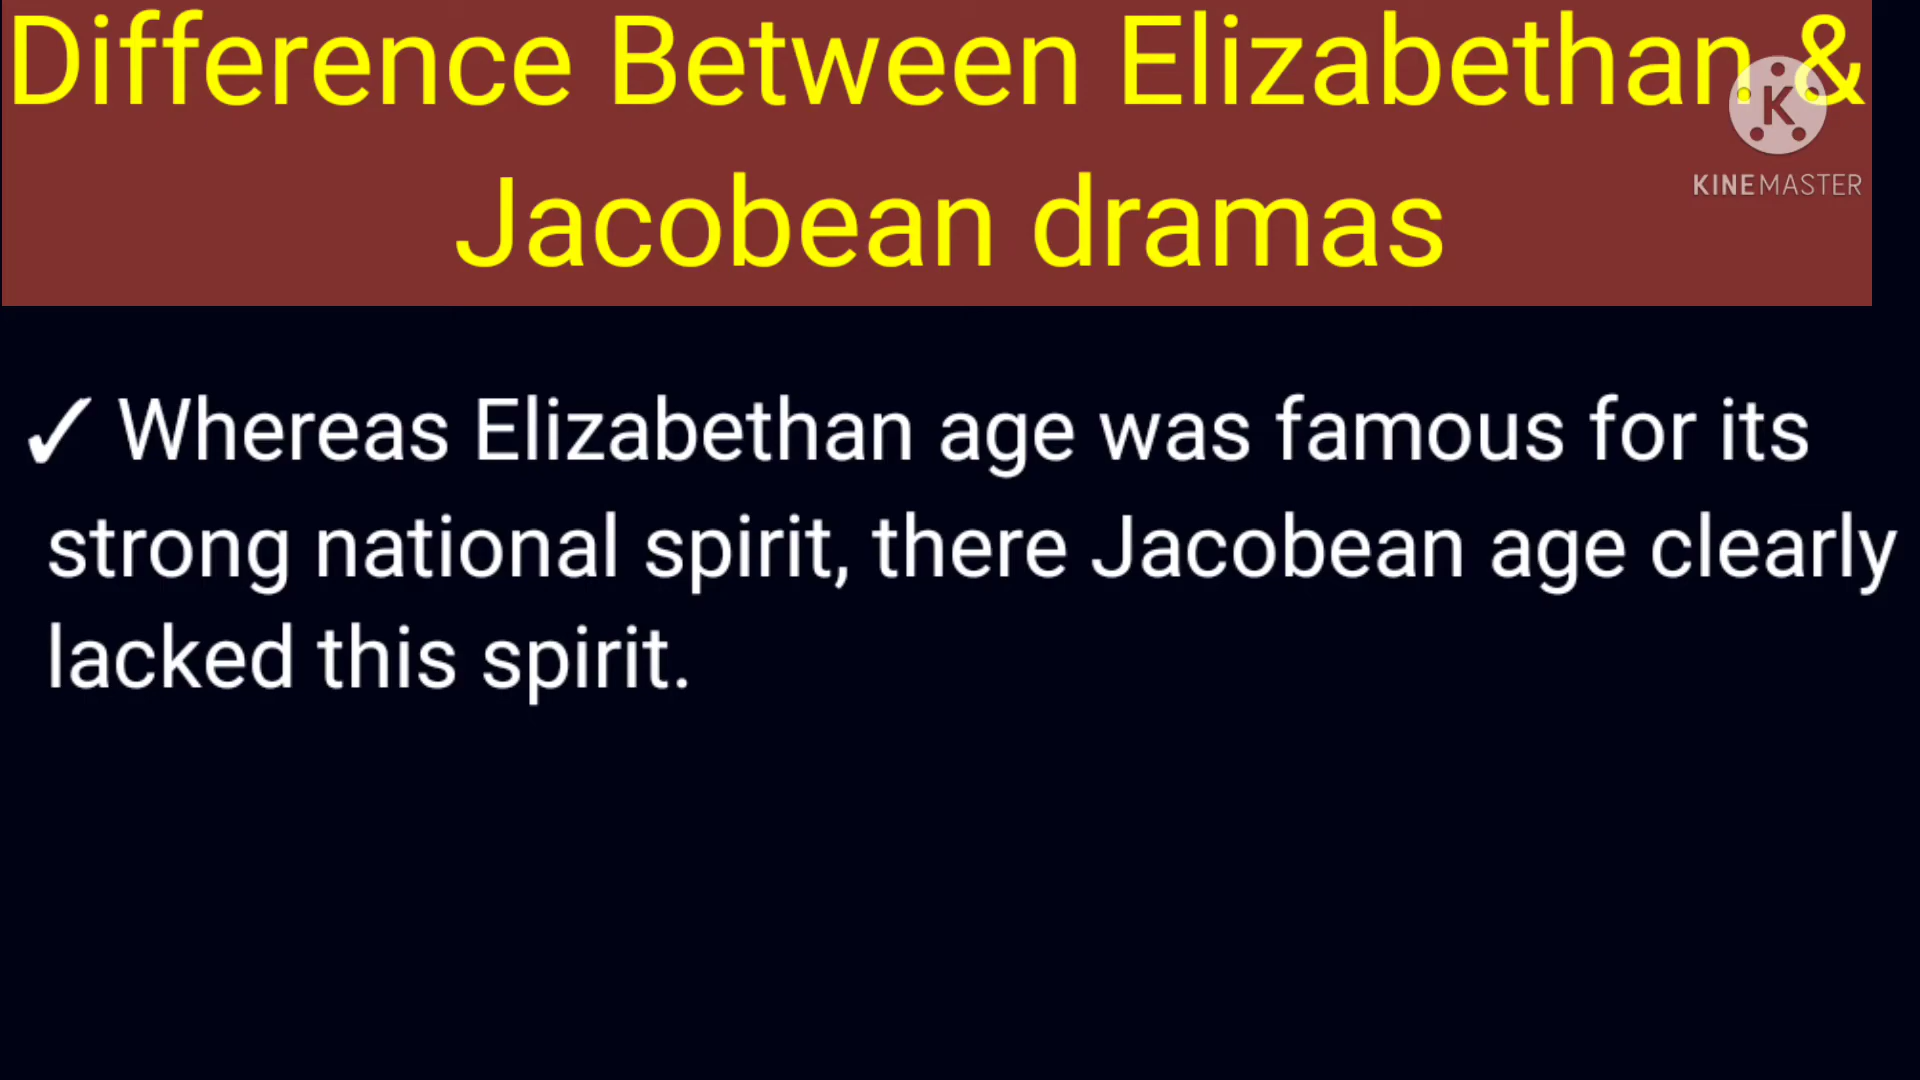 Difference Between Elizabethan &
Jacobean dramas
K
KINEMASTER
✓ Whereas Elizabethan age was famous for its
strong national spirit, there Jacobean age clearly
lacked this spirit.